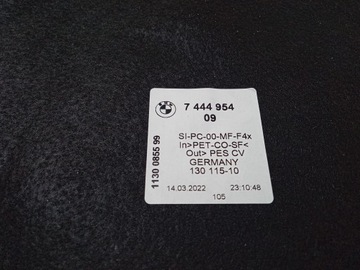 BMW
7 444 954
09
SI-PC-00-MF-F4x
In>PET-CO-SF<
Out> PES CV
GERMANY
130 115-10
14.03.2022 23:10:48
105
1130 0855 99